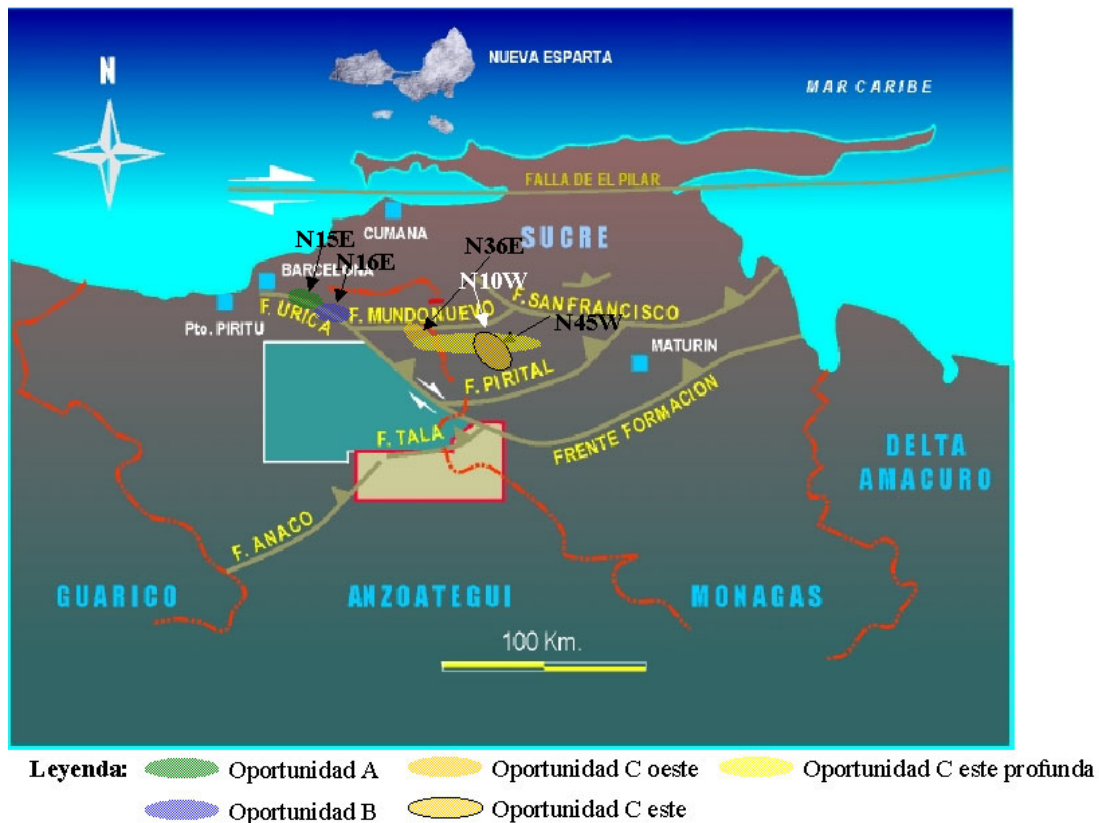 NUEVA ESPARTA
N
MAR CARIBE
FALLA DE EL PILAR
CUMANA
SUCRE
N15E
N36E
N16E
BARCELONA
N10W
F. URICA
F. MUNDONUEVO
F. SAN FRANCISCO
Pto. PIRITU
N45W
MATURIN
F. PIRITAL
F. TALA
FRENTE FORMACION
DELTA
AMACURO
F. ANACO
GUARICO
ANZOATEGUI
MONAGAS
100 Km.
Leyenda: Oportunidad A Oportunidad C oeste Oportunidad C este profunda
Oportunidad B Oportunidad C este